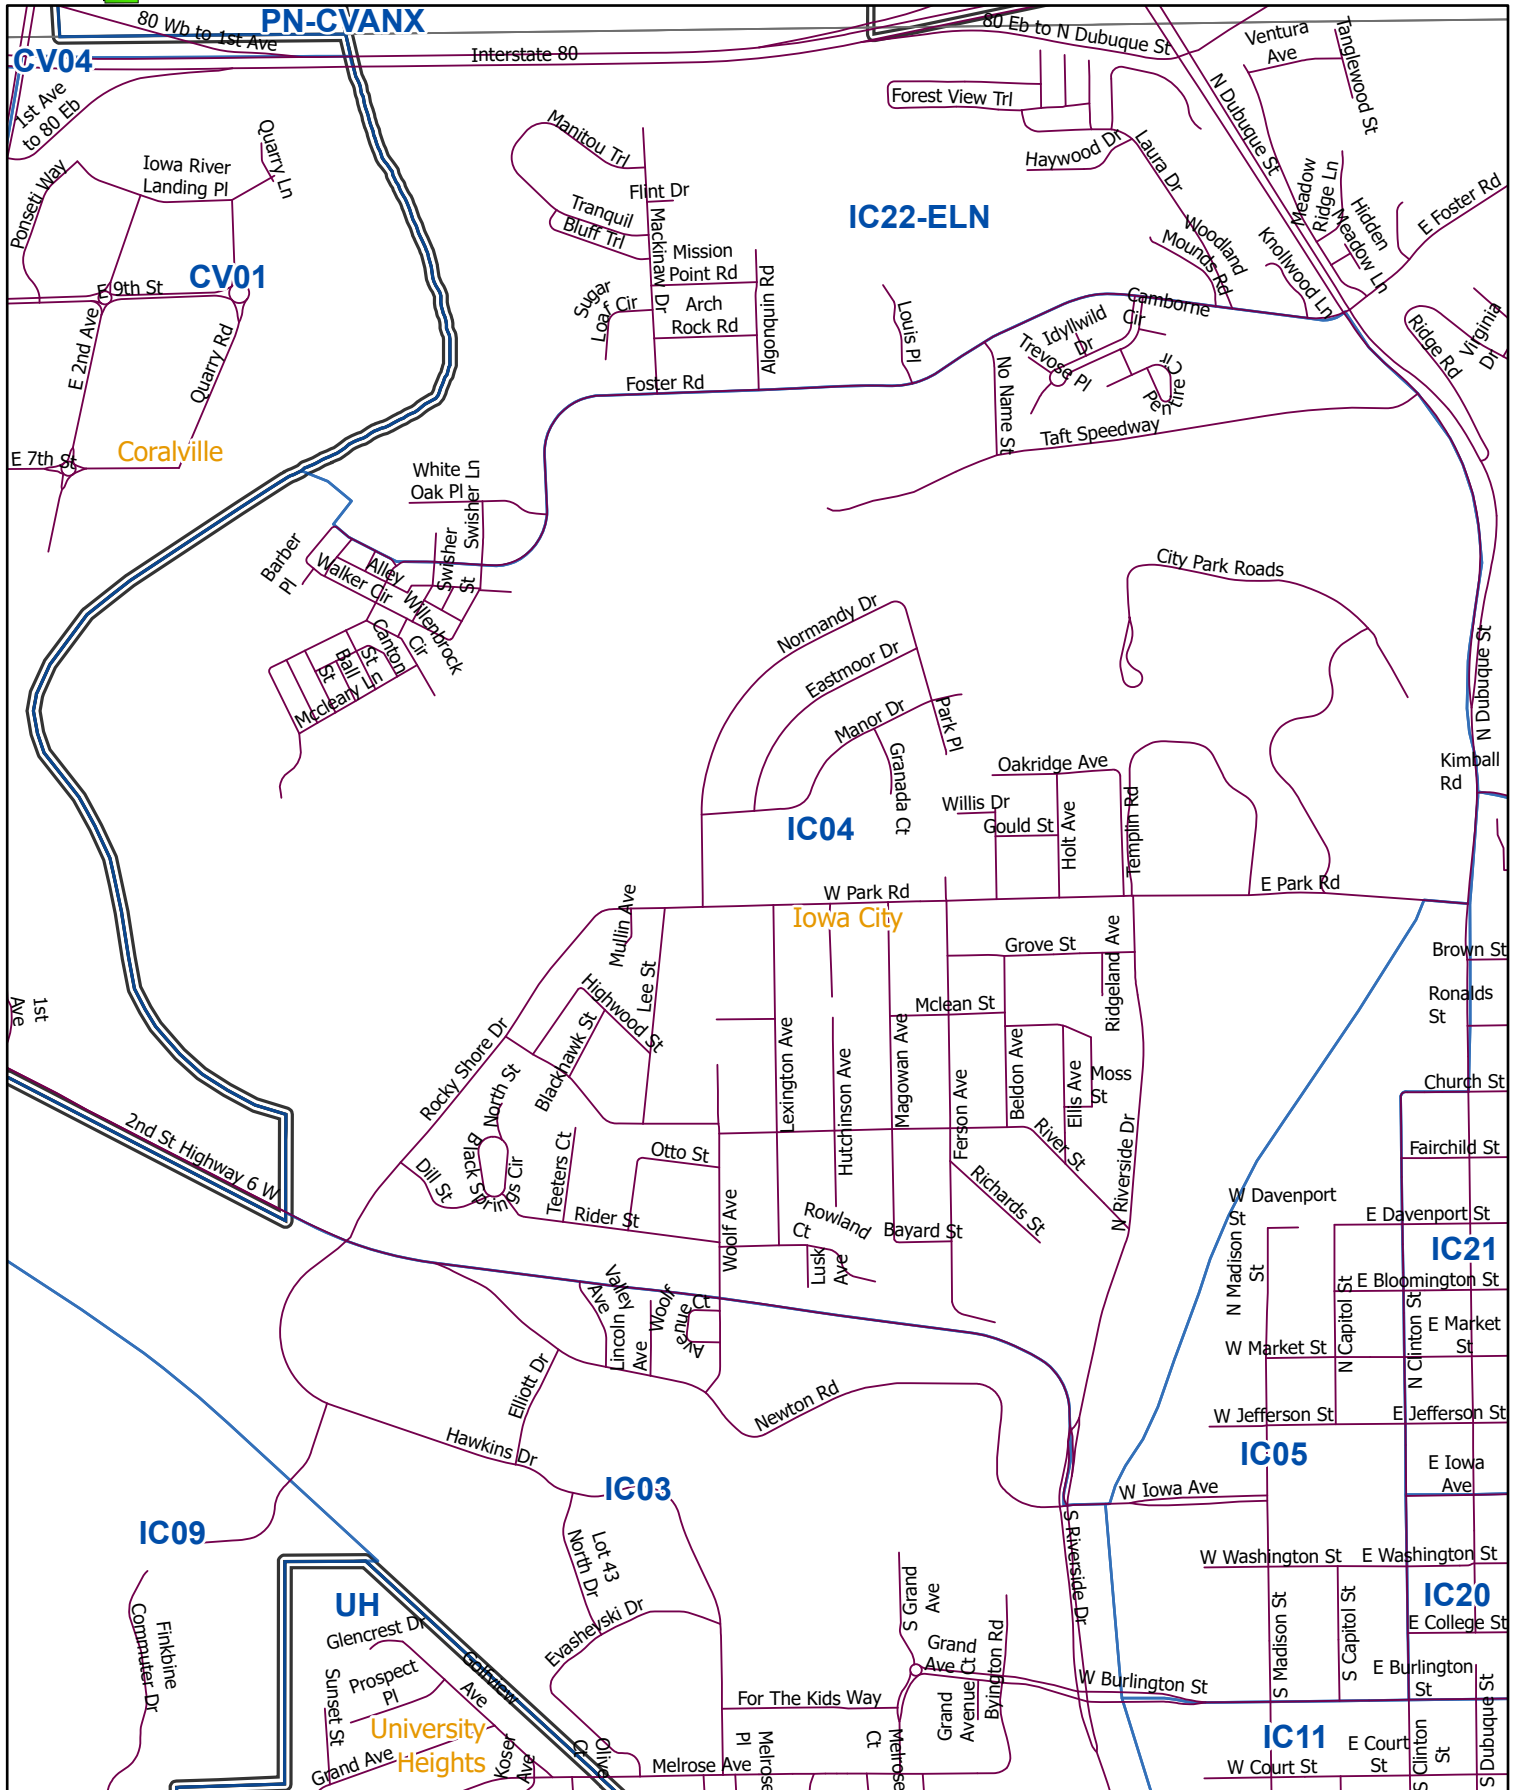 PN-CVANX
80 Wb to 1st Ave
Interstate 80
80 Eb to N Dubuque St
Ventura
Ave
Tanglewood St
CV04
1st Ave
to 80 Eb
Forest View Trl
N Dubuque St
Manitou Trl
Quarry Ln
Iowa River
Landing Pl
Ponseti Way
Haywood Dr
Laura Dr
Meadow
Ridge Ln
Hidden
Meadow Ln
E Foster Rd
Flint Dr
Tranquil
Bluff Trl
Mackinaw Dr
IC22-ELN
Woodland
Mounds Rd
Knollwood Ln
Mission
Point Rd
Algonquin Rd
CV01
E 9th St
Sugar
Loaf Cir
Arch
Rock Rd
Louis Pl
Camborne
Cir
Idyllwild
Dr
Trevose Pl
Pentire
Cir
Ridge Rd
Virginia
Dr
E 2nd Ave
Quarry Rd
Foster Rd
No Name St
Taft Speedway
Coralville
E 7th St
White
Oak Pl
Swisher Ln
Swisher
St
Barber
Pl
Alley
Walker Cir
Willenbrock
Cir
Canton
St
Ball
St
Mccleary Ln
City Park Roads
Normandy Dr
Eastmoor Dr
Manor Dr
Park Pl
Granada Ct
N Dubuque St
Kimball
Rd
Oakridge Ave
Willis Dr
Gould St
Holt Ave
Templin Rd
IC04
W Park Rd
E Park Rd
Iowa City
Mullin Ave
Lee St
Highwood St
Grove St
Ridgeland Ave
Brown St
Ronalds
St
1st
Ave
Mclean St
Rocky Shore Dr
Blackhawk St
North St
Lexington Ave
Hutchinson Ave
Magowan Ave
Ferson Ave
Beldon Ave
Ellis Ave
Moss
St
Church St
2nd St Highway 6 W
Black Springs Cir
Dill St
Teeters Ct
Otto St
River St
Richards St
N Riverside Dr
Fairchild St
W Davenport
St
E Davenport St
Rider St
Woolf Ave
Rowland
Ct
Lusk
Ave
Bayard St
IC21
N Madison
St
E Bloomington St
N Capitol St
N Clinton St
Valley
Ave
Lincoln
Ave
Woolf
Avenue Ct
E Market
St
W Market St
Elliott Dr
Newton Rd
W Jefferson St
E Jefferson St
Hawkins Dr
IC03
IC05
E Iowa
Ave
W Iowa Ave
IC09
Lot 43
North Dr
S Riverside Dr
W Washington St
E Washington St
UH
Glencrest Dr
Finkbine
Commuter Dr
Evashevski Dr
S Grand
Ave
IC20
E College St
S Madison St
S Capitol St
Prospect
Pl
Golfview
Ave
Sunset St
Grand
Ave
Grand
Avenue Ct
Byington Rd
W Burlington St
E Burlington
St
For The Kids Way
University
Heights
Grand Ave
Koser
Ave
Olive
Ct
Melrose Ave
Melrose
Pl
Melrose
Ct
IC11
E Court
St
W Court St
S Clinton
St
S Dubuque St